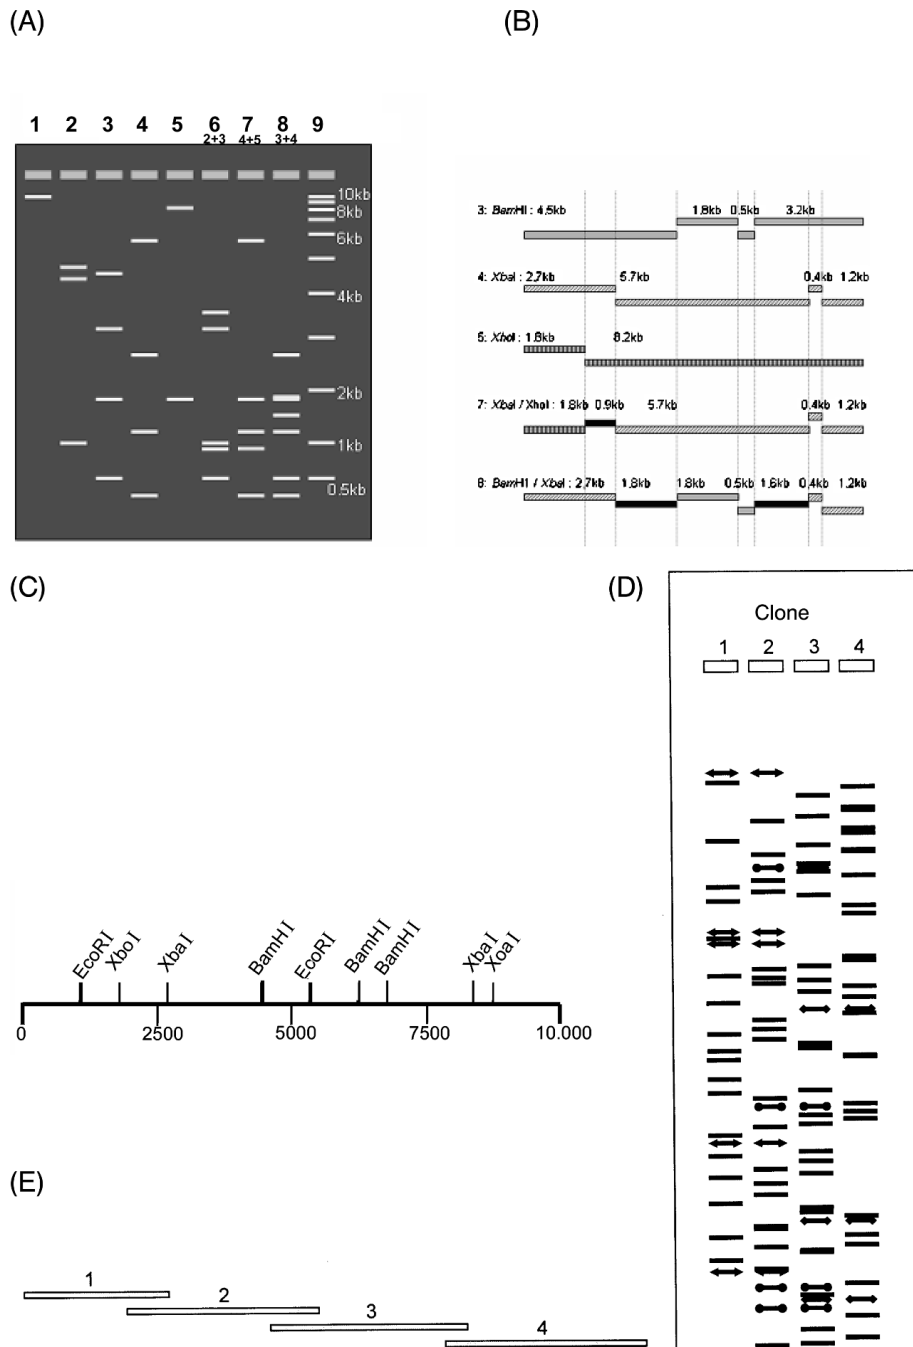 (A)
1 2 3 4 5 6 7 8 9
2+3 4+5 3+4
10kb
8kb
6kb
4kb
2kb
1kb
0.5kb
(B)
3: BamHI : 4.5kb 1.8kb 0.5kb 3.2kb
4: XbaI : 2.7kb 5.7kb 0.4kb 1.2kb
5: XhoI : 1.8kb 8.2kb
7: XbaI / XhoI : 1.8kb 0.9kb 5.7kb 0.4kb 1.2kb
8: BamH1 / XbaI : 2.7kb 1.8kb 1.8kb 0.5kb 1.6kb 0.4kb 1.2kb
(C)
EcoRI XboI XbaI BamHI EcoRI BamHI BamHI XbaI XoaI
0 2500 5000 7500 10.000
(D)
Clone
1 2 3 4
(E)
1
2
3
4